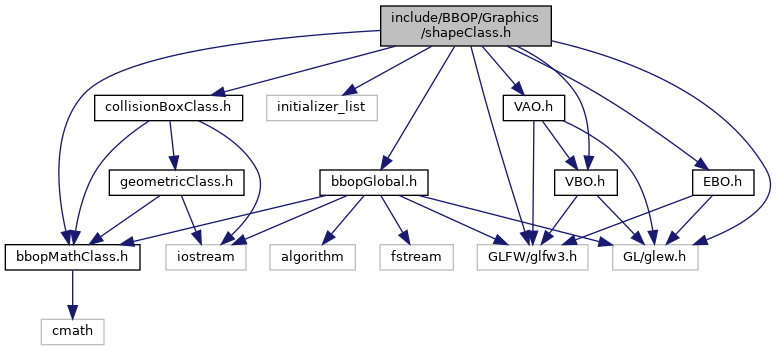 include/BBOP/Graphics
/shapeClass.h
collisionBoxClass.h
initializer_list
VAO.h
geometricClass.h
bbopGlobal.h
VBO.h
EBO.h
bbopMathClass.h
iostream
algorithm
fstream
GLFW/glfw3.h
GL/glew.h
cmath